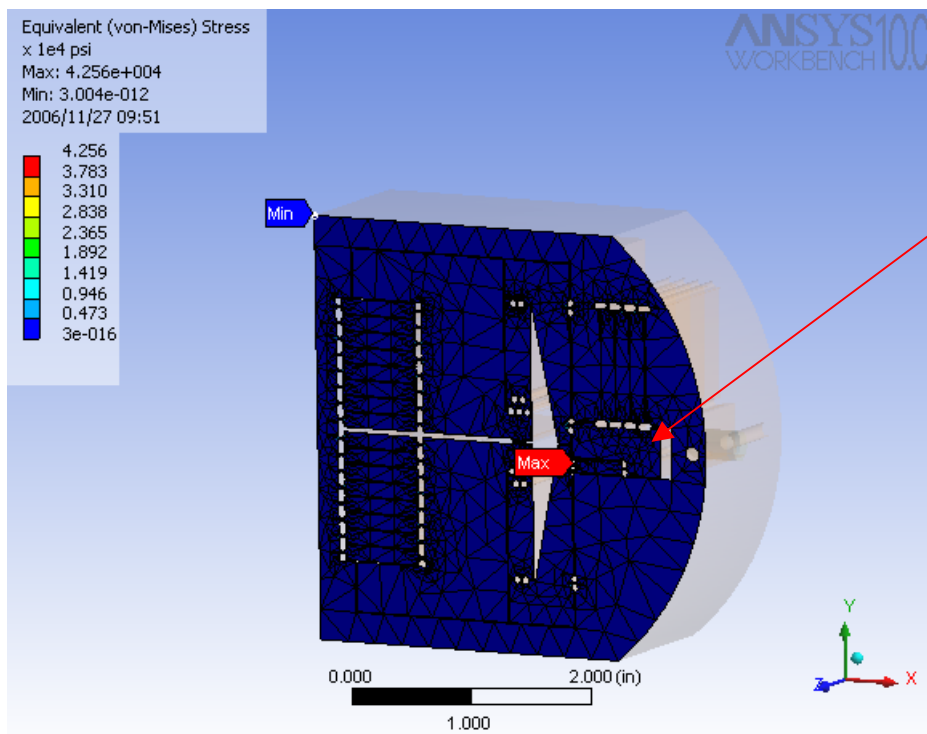 Equivalent (von-Mises) Stress
x 1e4 psi
Max: 4.256e+004
Min: 3.004e-012
2006/11/27 09:51
ANSYS 10.0
WORKBENCH
4.256
3.783
3.310
2.838
2.365
1.892
1.419
0.946
0.473
3e-016
Min
Max
0.000
2.000 (in)
1.000
Y
X
Z